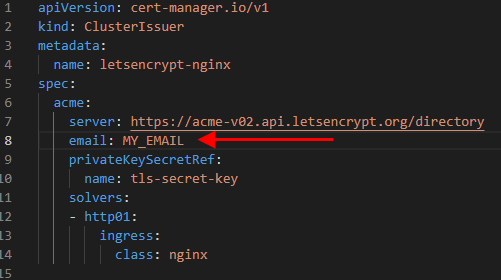 1 apiVersion: cert-manager.io/v1
2 kind: ClusterIssuer
3 metadata:
4   name: letsencrypt-nginx
5 spec:
6   acme:
7     server: https://acme-v02.api.letsencrypt.org/directory
8     email: MY_EMAIL
9     privateKeySecretRef:
10       name: tls-secret-key
11     solvers:
12     - http01:
13         ingress:
14           class: nginx
15